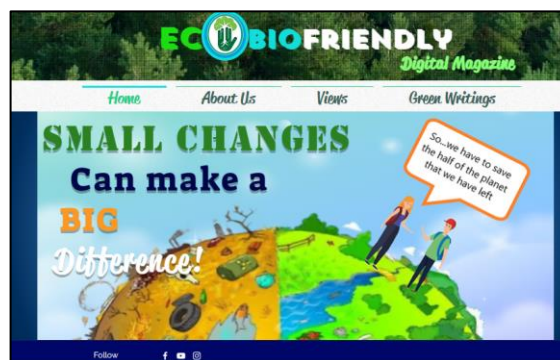 ECOBIOFRIENDLY
Digital Magazine
Home About Us Views Green Writings
SMALL CHANGES
Can make a
BIG
Difference!
So...we have to save
the half of the planet
that we have left
Follow